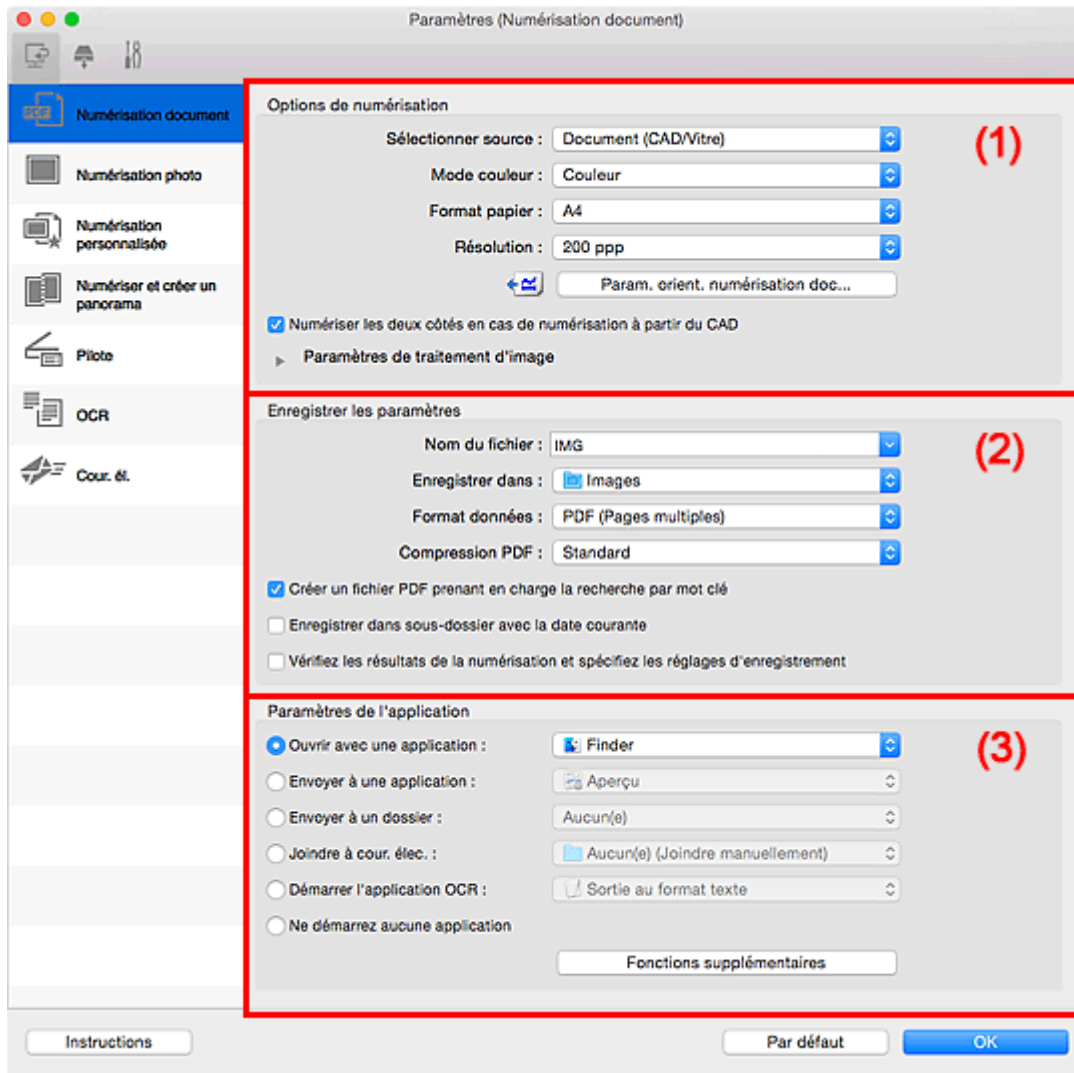 Paramètres (Numérisation document)
Numérisation document
Numérisation photo
Numérisation
personnalisée
Numériser et créer un
panorama
Pilote
OCR
Cour. él.
Options de numérisation
(1)
Sélectionner source : Document (CAD/Vitre)
Mode couleur : Couleur
Format papier : A4
Résolution : 200 ppp
Param. orient. numérisation doc...
Numériser les deux côtés en cas de numérisation à partir du CAD
Paramètres de traitement d'image
Enregistrer les paramètres
(2)
Nom du fichier : IMG
Enregistrer dans : Images
Format données : PDF (Pages multiples)
Compression PDF : Standard
Créer un fichier PDF prenant en charge la recherche par mot clé
Enregistrer dans sous-dossier avec la date courante
Vérifiez les résultats de la numérisation et spécifiez les réglages d'enregistrement
Paramètres de l'application
(3)
Ouvrir avec une application : Finder
Envoyer à une application : Aperçu
Envoyer à un dossier : Aucun(e)
Joindre à cour. élec. : Aucun(e) (Joindre manuellement)
Démarrer l'application OCR : Sortie au format texte
Ne démarrez aucune application
Fonctions supplémentaires
Instructions
Par défaut
OK